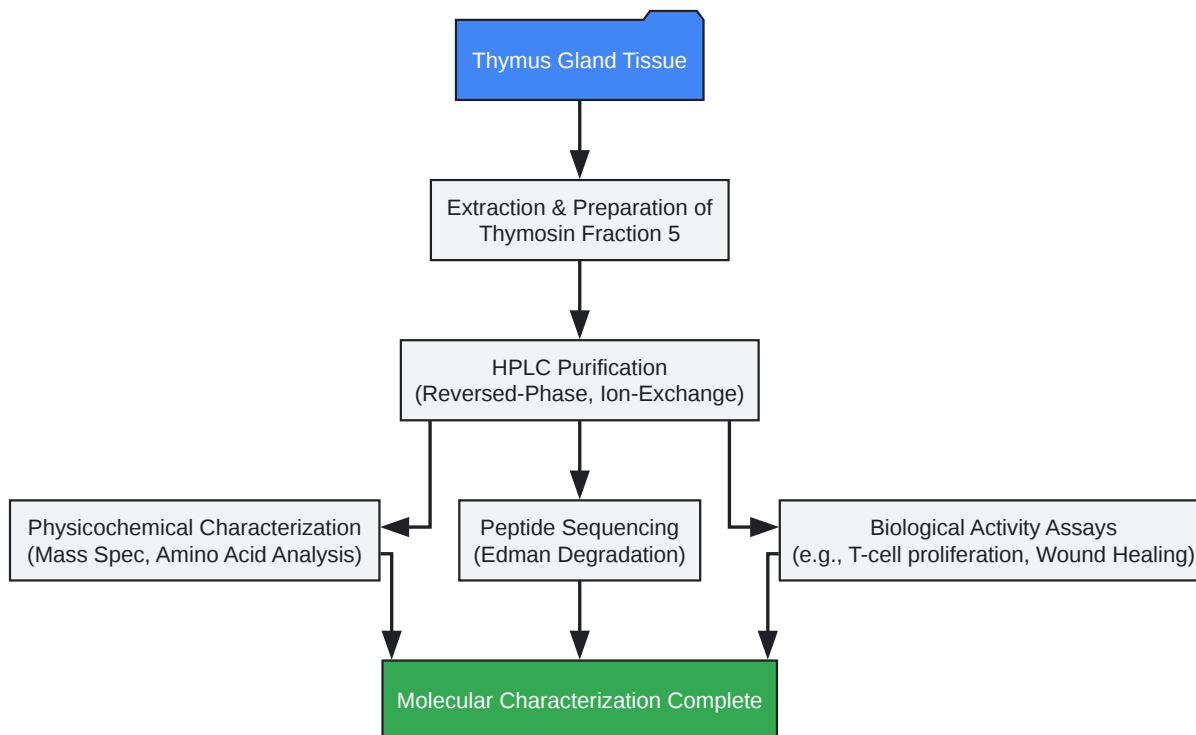 Thymus Gland Tissue
Extraction & Preparation of
Thymosin Fraction 5
HPLC Purification
(Reversed-Phase, Ion-Exchange)
Physicochemical Characterization
(Mass Spec, Amino Acid Analysis)
Peptide Sequencing
(Edman Degradation)
Biological Activity Assays
(e.g., T-cell proliferation, Wound Healing)
Molecular Characterization Complete